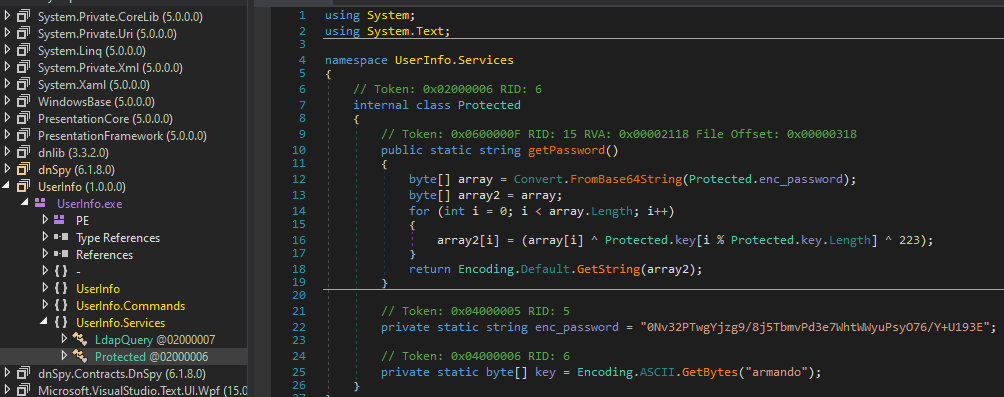 System.Private.CoreLib (5.0.0.0)
System.Private.Uri (5.0.0.0)
System.Linq (5.0.0.0)
System.Private.Xml (5.0.0.0)
System.Xaml (5.0.0.0)
WindowsBase (5.0.0.0)
PresentationCore (5.0.0.0)
PresentationFramework (5.0.0.0)
dnlib (3.3.2.0)
dnSpy (6.1.8.0)
UserInfo (1.0.0.0)
UserInfo.exe
PE
Type References
References
{ } -
{ } UserInfo
{ } UserInfo.Commands
{ } UserInfo.Services
LdapQuery @02000007
Protected @02000006
dnSpy.Contracts.DnSpy (6.1.8.0)
Microsoft.VisualStudio.Text.UI.Wpf (15.0
1 using System;
2 using System.Text;
3
4 namespace UserInfo.Services
5 {
6 // Token: 0x02000006 RID: 6
7 internal class Protected
8 {
9 // Token: 0x0600000F RID: 15 RVA: 0x00002118 File Offset: 0x00000318
10 public static string getPassword()
11 {
12 byte[] array = Convert.FromBase64String(Protected.enc_password);
13 byte[] array2 = array;
14 for (int i = 0; i < array.Length; i++)
15 {
16 array2[i] = (array[i] ^ Protected.key[i % Protected.key.Length] ^ 223);
17 }
18 return Encoding.Default.GetString(array2);
19 }
20
21 // Token: 0x04000005 RID: 5
22 private static string enc_password = "0Nv32PTwgYjzg9/8j5TbmvPd3e7WhtWWyuPsyO76/Y+U193E";
23
24 // Token: 0x04000006 RID: 6
25 private static byte[] key = Encoding.ASCII.GetBytes("armando");
26 }
27 }